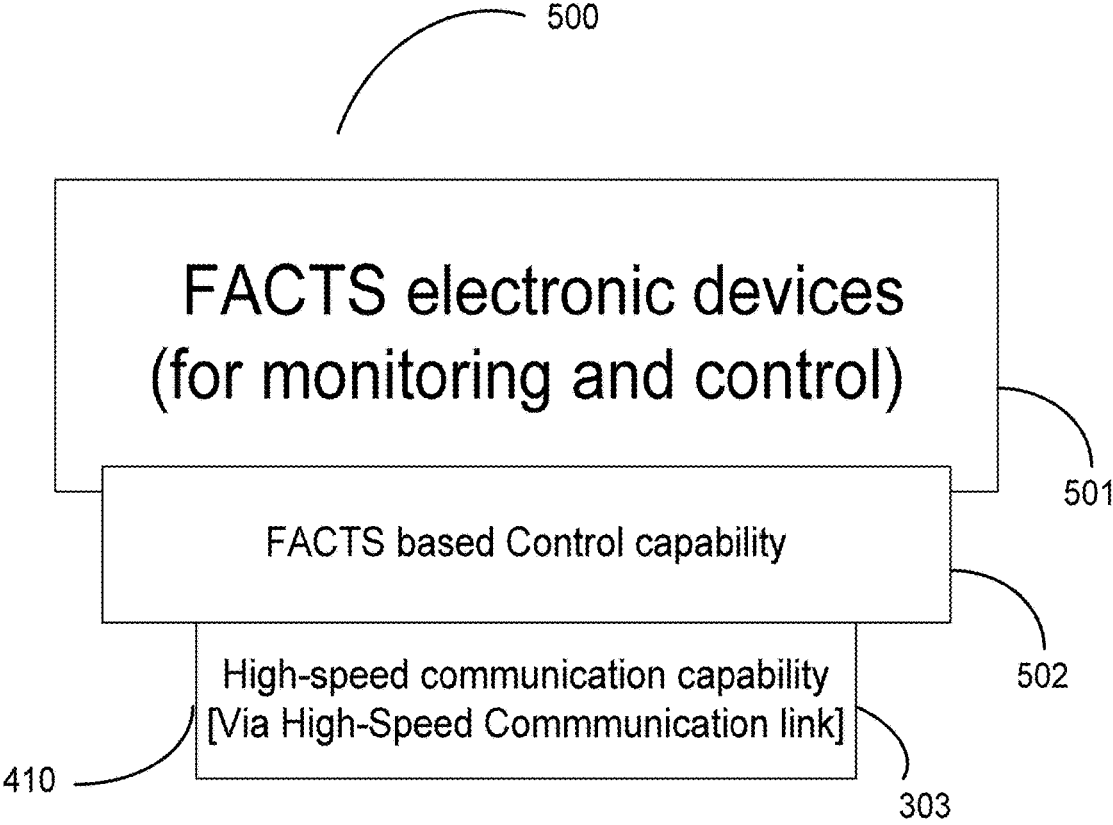 500
FACTS electronic devices
(for monitoring and control)
501
FACTS based Control capability
502
High-speed communication capability
[Via High-Speed Commmunication link]
410
303